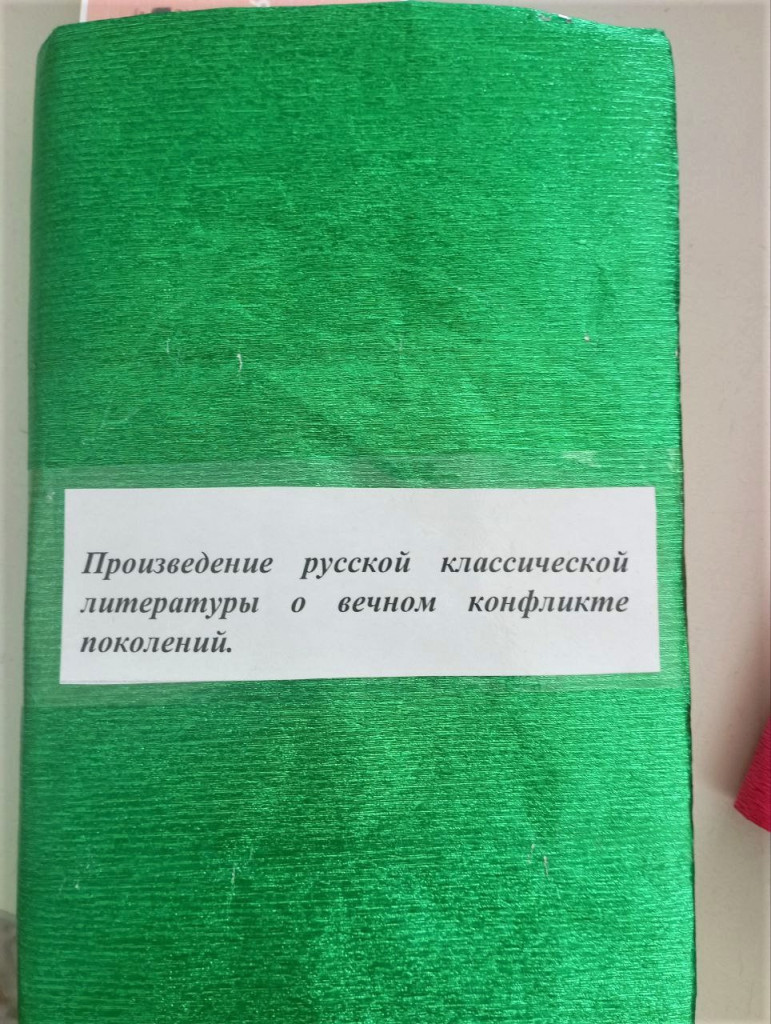 Произведение русской классической
литературы о вечном конфликте
поколений.